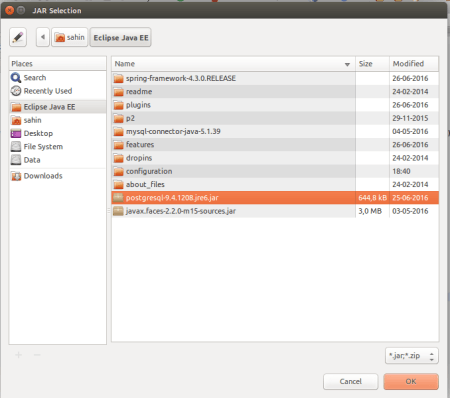 JAR Selection
sahin Eclipse Java EE
Places Name Size Modified
Search spring-framework-4.3.0.RELEASE 26-06-2016
Recently Used readme 24-02-2014
Eclipse Java EE plugins 26-06-2016
sahin p2 29-11-2015
Desktop mysql-connector-java-5.1.39 04-05-2016
File System features 26-06-2016
Data dropins 24-02-2014
configuration 18:40
Downloads about_files 24-02-2014
postgresql-9.4.1208.jre6.jar 644,8 kB 25-06-2016
javax.faces-2.2.0-m15-sources.jar 3,0 MB 03-05-2016
*.jar;*.zip
Cancel OK